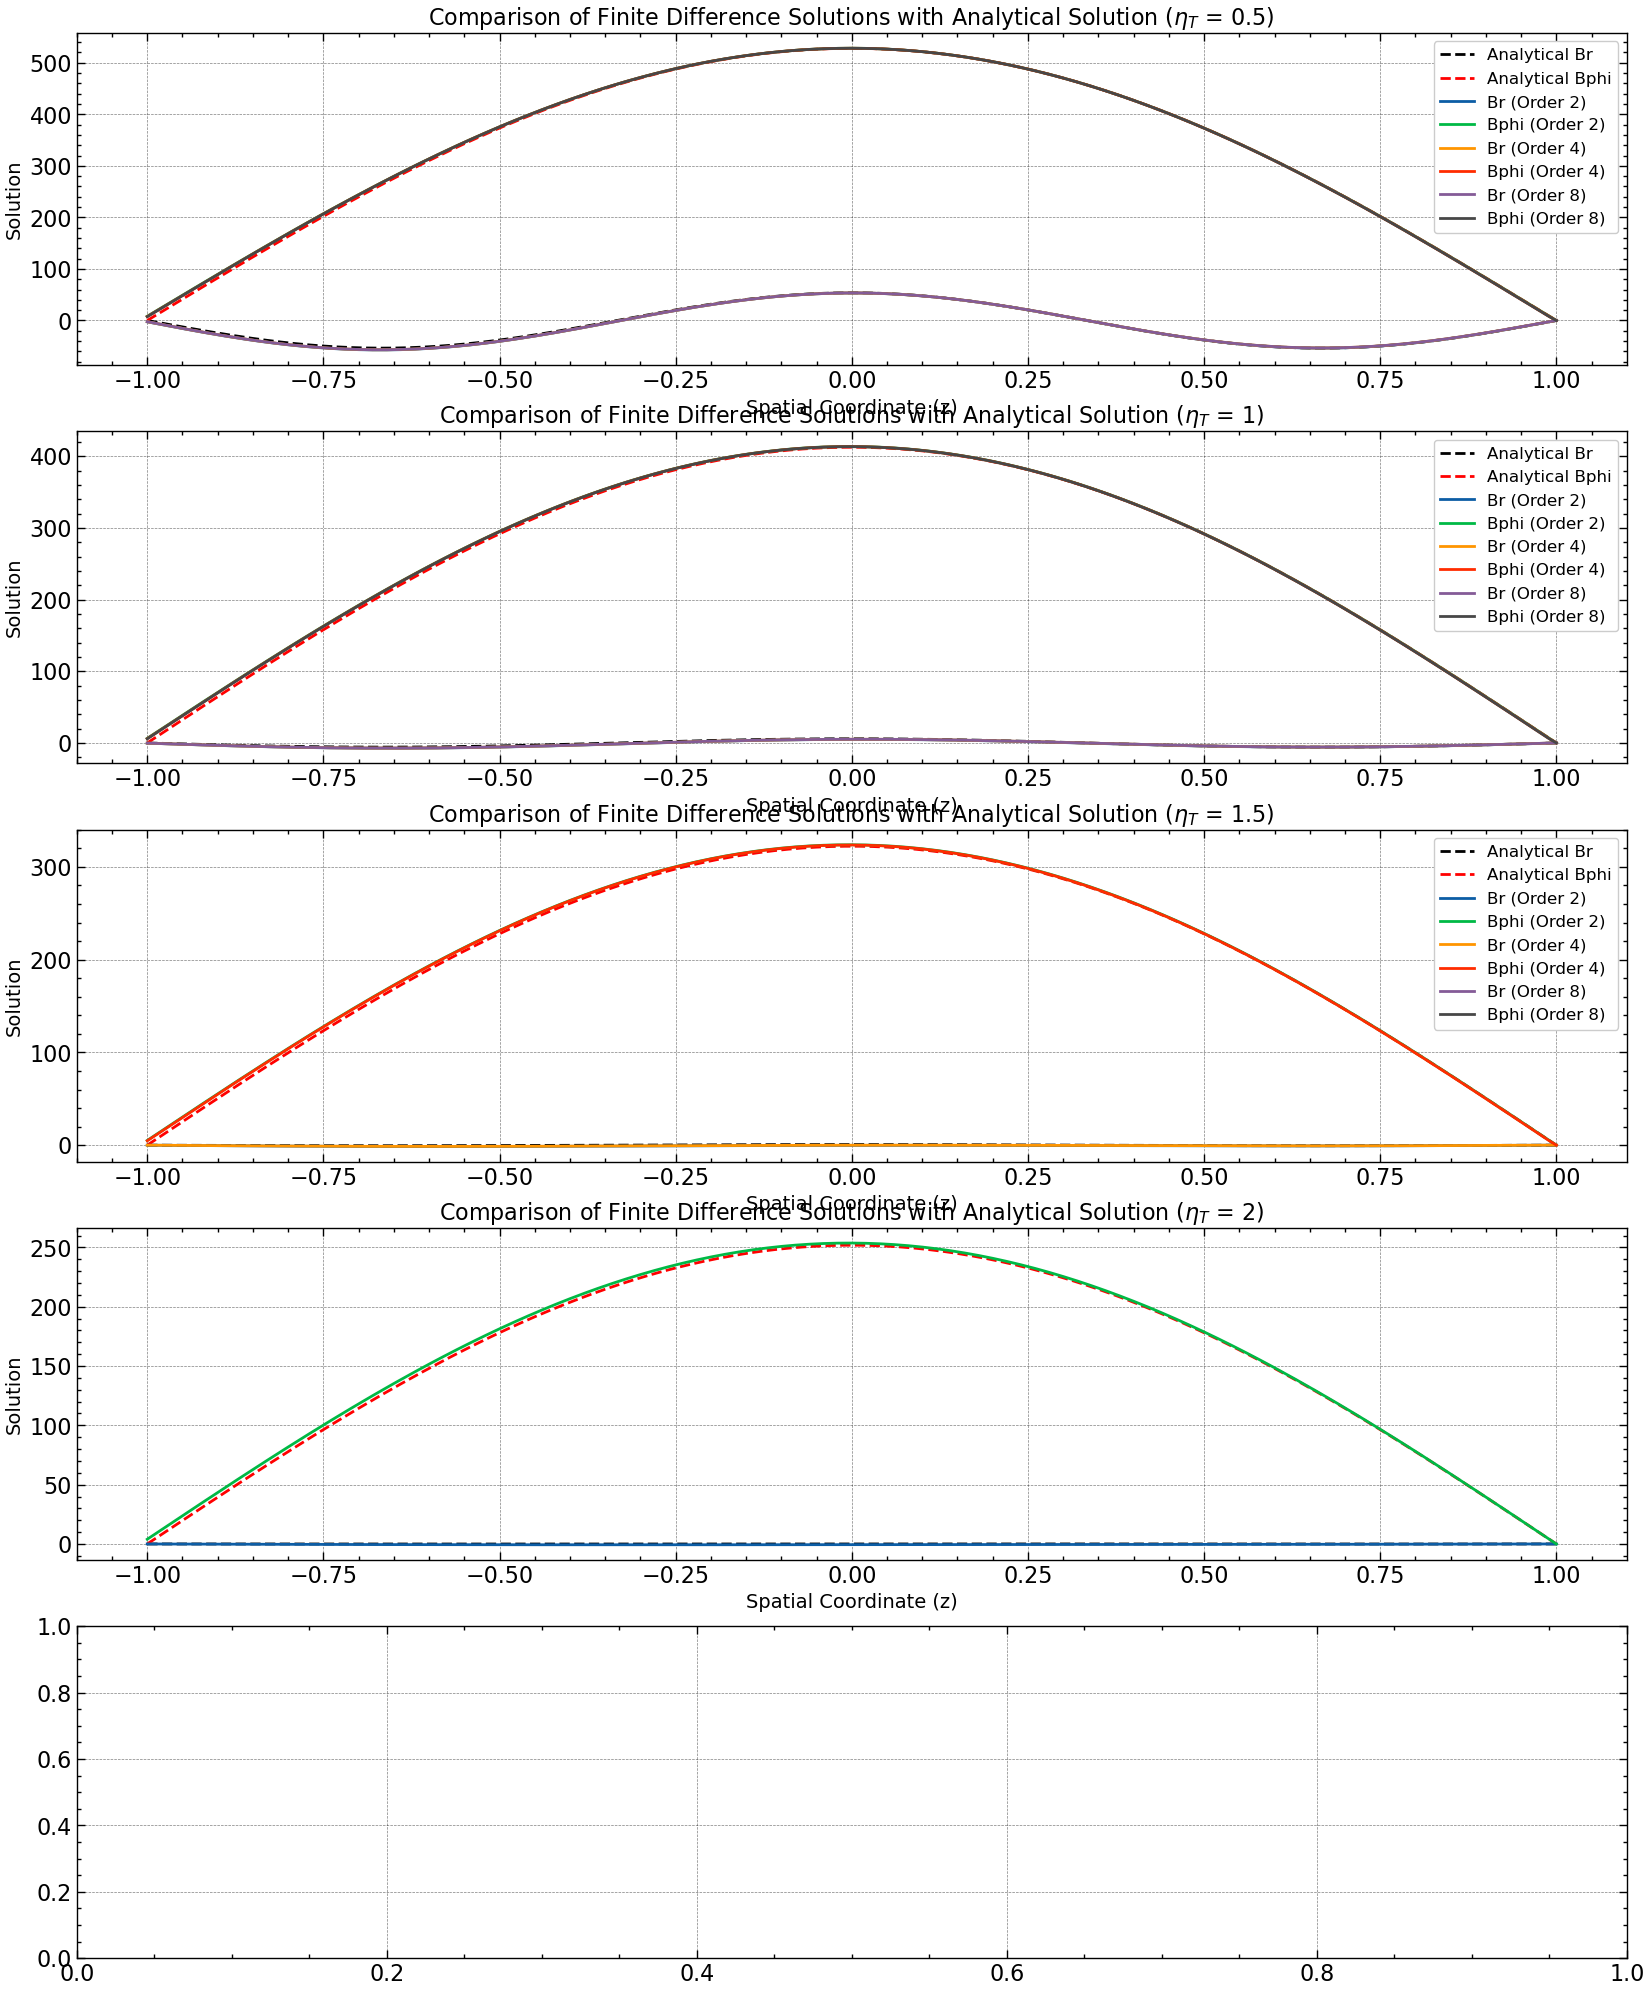 Comparison of Finite Difference Solutions with Analytical Solution (η_T = 0.5)
Solution
500
400
300
200
100
0
Analytical Br
Analytical Bphi
Br (Order 2)
Bphi (Order 2)
Br (Order 4)
Bphi (Order 4)
Br (Order 8)
Bphi (Order 8)
−1.00 −0.75 −0.50 −0.25 0.00 0.25 0.50 0.75 1.00
Spatial Coordinate (z)
Comparison of Finite Difference Solutions with Analytical Solution (η_T = 1)
Solution
400
300
200
100
0
Analytical Br
Analytical Bphi
Br (Order 2)
Bphi (Order 2)
Br (Order 4)
Bphi (Order 4)
Br (Order 8)
Bphi (Order 8)
−1.00 −0.75 −0.50 −0.25 0.00 0.25 0.50 0.75 1.00
Spatial Coordinate (z)
Comparison of Finite Difference Solutions with Analytical Solution (η_T = 1.5)
Solution
300
200
100
0
Analytical Br
Analytical Bphi
Br (Order 2)
Bphi (Order 2)
Br (Order 4)
Bphi (Order 4)
Br (Order 8)
Bphi (Order 8)
−1.00 −0.75 −0.50 −0.25 0.00 0.25 0.50 0.75 1.00
Spatial Coordinate (z)
Comparison of Finite Difference Solutions with Analytical Solution (η_T = 2)
Solution
250
200
150
100
50
0
−1.00 −0.75 −0.50 −0.25 0.00 0.25 0.50 0.75 1.00
Spatial Coordinate (z)
1.0
0.8
0.6
0.4
0.2
0.0
0.0 0.2 0.4 0.6 0.8 1.0